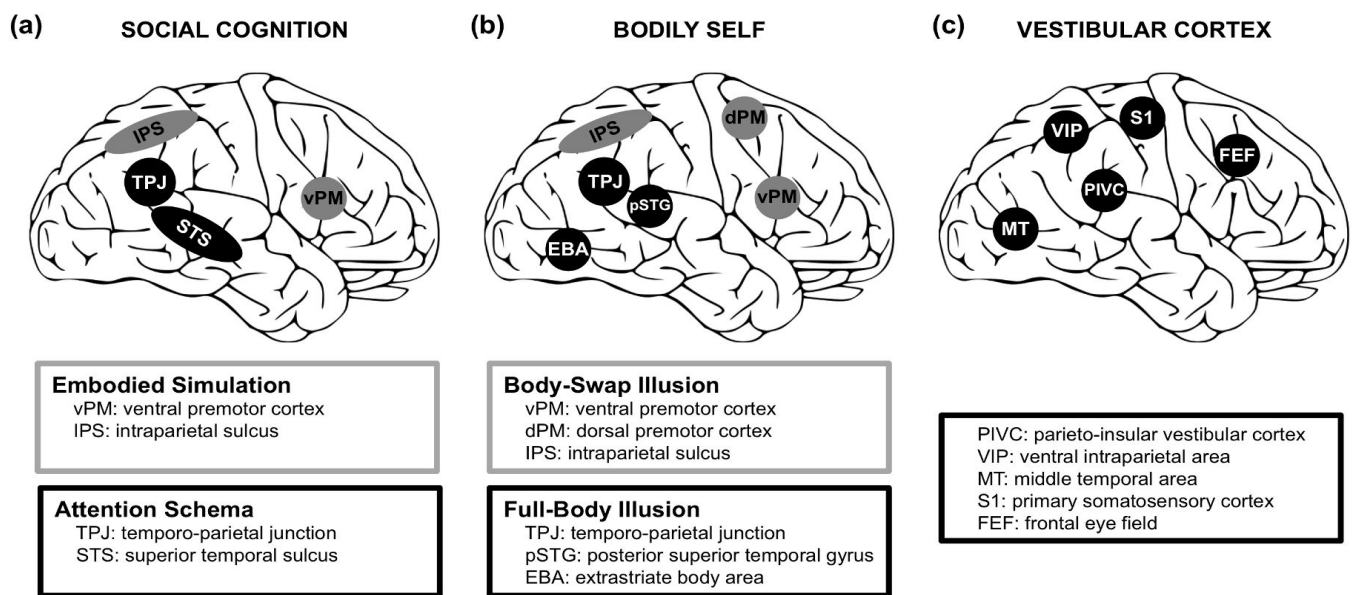 (a) SOCIAL COGNITION
IPS
TPJ
vPM
STS
Embodied Simulation
vPM: ventral premotor cortex
IPS: intraparietal sulcus
Attention Schema
TPJ: temporo-parietal junction
STS: superior temporal sulcus
(b) BODILY SELF
dPM
IPS
TPJ
pSTG
vPM
EBA
Body-Swap Illusion
vPM: ventral premotor cortex
dPM: dorsal premotor cortex
IPS: intraparietal sulcus
Full-Body Illusion
TPJ: temporo-parietal junction
pSTG: posterior superior temporal gyrus
EBA: extrastriate body area
(c) VESTIBULAR CORTEX
S1
VIP
FEF
PIVC
MT
PIVC: parieto-insular vestibular cortex
VIP: ventral intraparietal area
MT: middle temporal area
S1: primary somatosensory cortex
FEF: frontal eye field